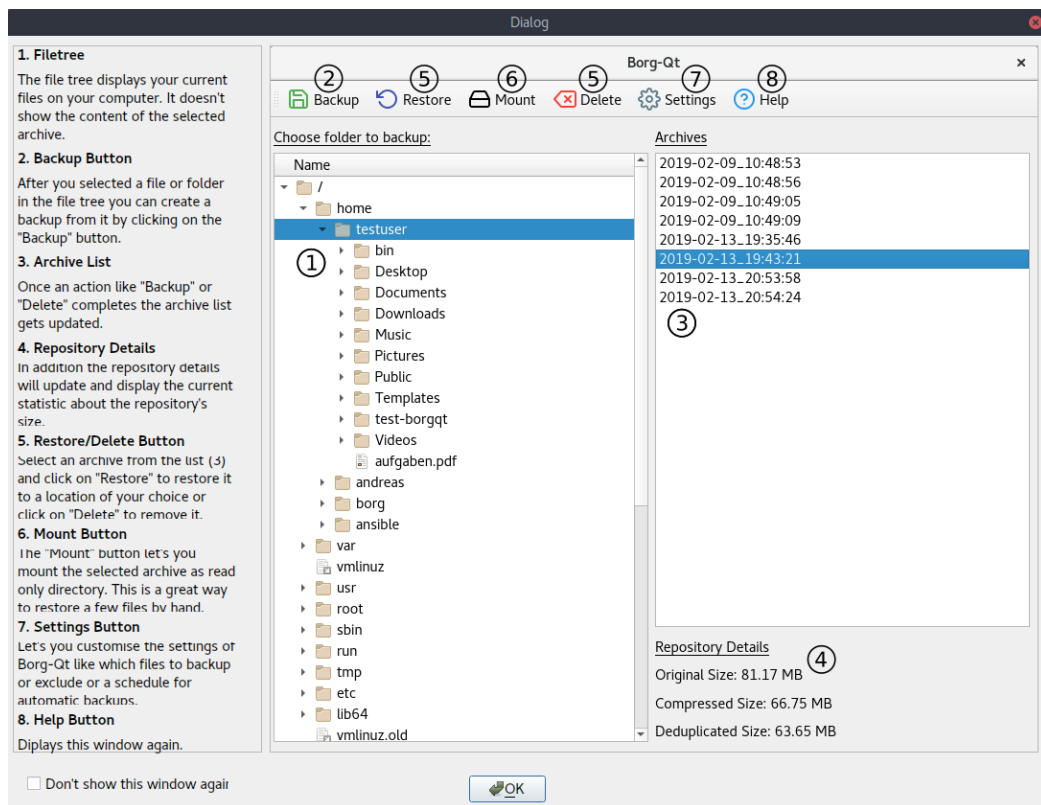 Dialog
1. Filetree
The file tree displays your current
files on your computer. It doesn't
show the content of the selected
archive.
2. Backup Button
After you selected a file or folder
in the file tree you can create a
backup from it by clicking on the
"Backup" button.
3. Archive List
Once an action like "Backup" or
"Delete" completes the archive list
gets updated.
4. Repository Details
In addition the repository details
will update and display the current
statistic about the repository's
size.
5. Restore/Delete Button
Select an archive from the list (3)
and click on "Restore" to restore it
to a location of your choice or
click on "Delete" to remove it.
6. Mount Button
The "Mount" button let's you
mount the selected archive as read
only directory. This is a great way
to restore a few files by hand.
7. Settings Button
Let's you customise the settings of
Borg-Qt like which files to backup
or exclude or a schedule for
automatic backups.
8. Help Button
Diplays this window again.
Borg-Qt
2 5 6 5 7 8
Backup Restore Mount Delete Settings Help
Choose folder to backup:
Name
/
home
testuser
1
bin
Desktop
Documents
Downloads
Music
Pictures
Public
Templates
test-borgqt
Videos
aufgaben.pdf
andreas
borg
ansible
var
vmlinuz
usr
root
sbin
run
tmp
etc
lib64
vmlinuz.old
Archives
2019-02-09_10:48:53
2019-02-09_10:48:56
2019-02-09_10:49:05
2019-02-09_10:49:09
2019-02-13_19:35:46
2019-02-13_19:43:21
2019-02-13_20:53:58
2019-02-13_20:54:24
3
Repository Details
4
Original Size: 81.17 MB
Compressed Size: 66.75 MB
Deduplicated Size: 63.65 MB
Don't show this window again
OK